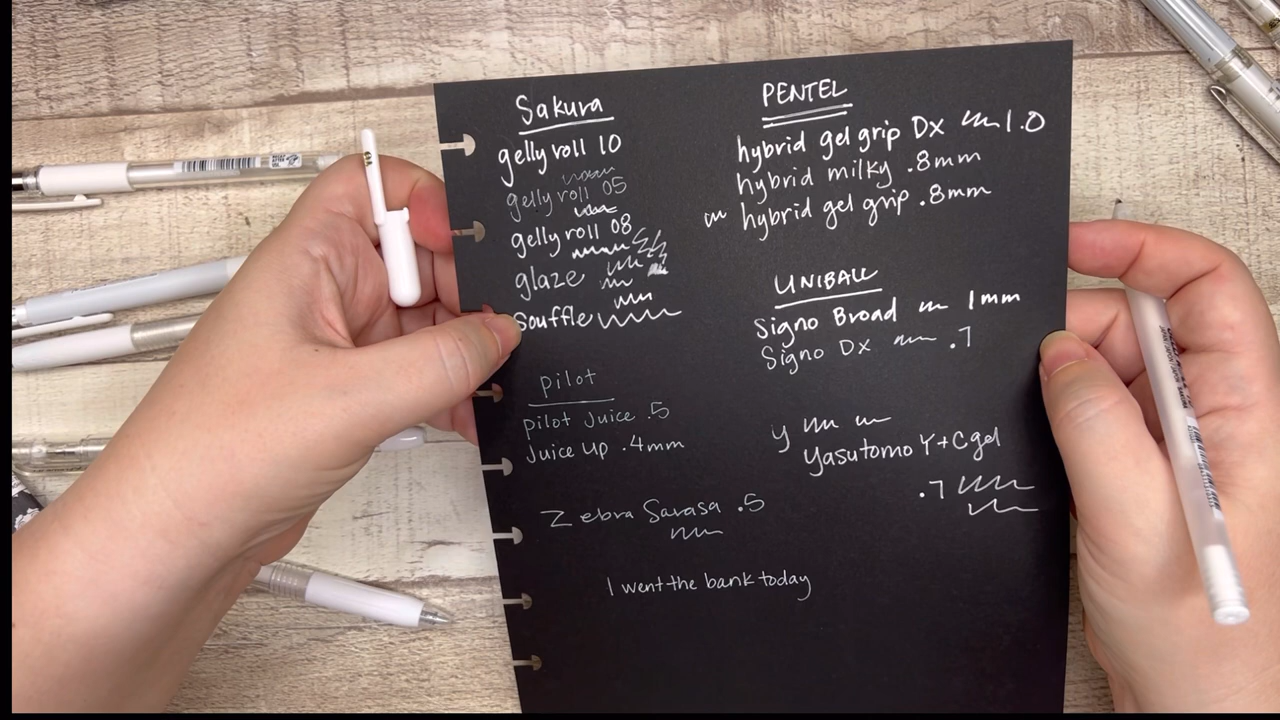 Sakura
gelly roll 10
gelly roll 05
gelly roll 08
glaze
souffle
pilot
pilot Juice .5
Juice up .4mm
Zebra Sarasa .5
I went the bank today
PENTEL
hybrid gel grip Dx 1.0
hybrid milky .8mm
hybrid gel grip .8mm
UNIBALL
Signo Broad 1mm
Signo Dx .7
y
Yasutomo Y+C gel
.7